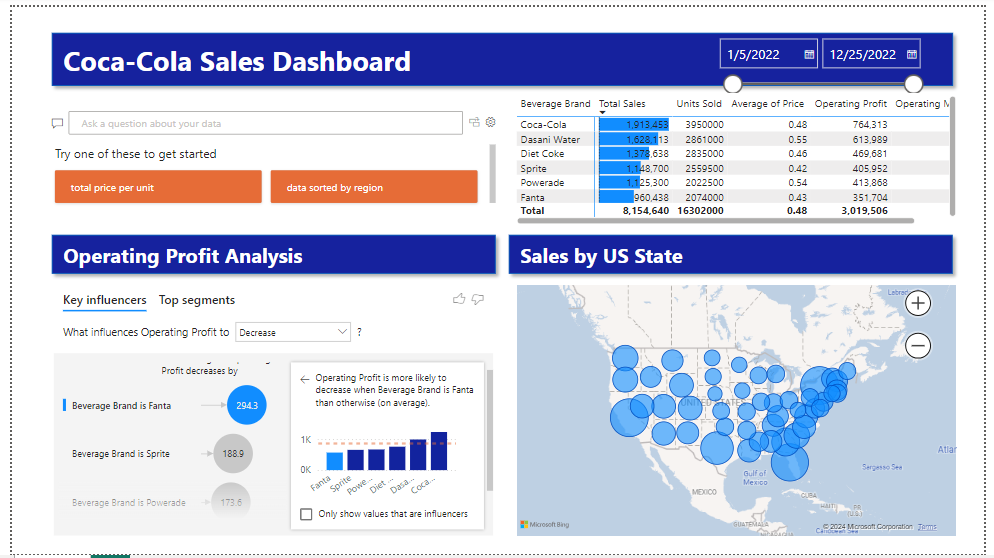 Coca-Cola Sales Dashboard
1/5/2022
12/25/2022
Ask a question about your data
Try one of these to get started
total price per unit
data sorted by region
Beverage Brand Total Sales Units Sold Average of Price Operating Profit Operating M
Coca-Cola 1,913,453 3950000 0.48 764,313
Dasani Water 1,628,113 2861000 0.55 613,989
Diet Coke 1,378,638 2835000 0.46 469,681
Sprite 1,148,700 2559500 0.42 405,952
Powerade 1,125,300 2022500 0.54 413,868
Fanta 960,438 2074000 0.43 351,704
Total 8,154,640 16302000 0.48 3,019,506
Operating Profit Analysis
Key influencers Top segments
What influences Operating Profit to Decrease ?
Profit decreases by
Beverage Brand is Fanta 294.3
Beverage Brand is Sprite 188.9
Beverage Brand is Powerade 173.6
Operating Profit is more likely to
decrease when Beverage Brand is Fanta
than otherwise (on average).
1K
0K
Fanta Sprite Powe... Diet ... Dasa... Coca-...
Only show values that are influencers
Sales by US State
Labrador
UNITED STATES
Atlan
Sargasso Sea
Gulf of
Mexico
MEXICO
CUBA
HAITI
PR
(U.S.)
GUATEMALA
NICARAGUA
Caribbean Sea
Microsoft Bing
© 2024 Microsoft Corporation Terms